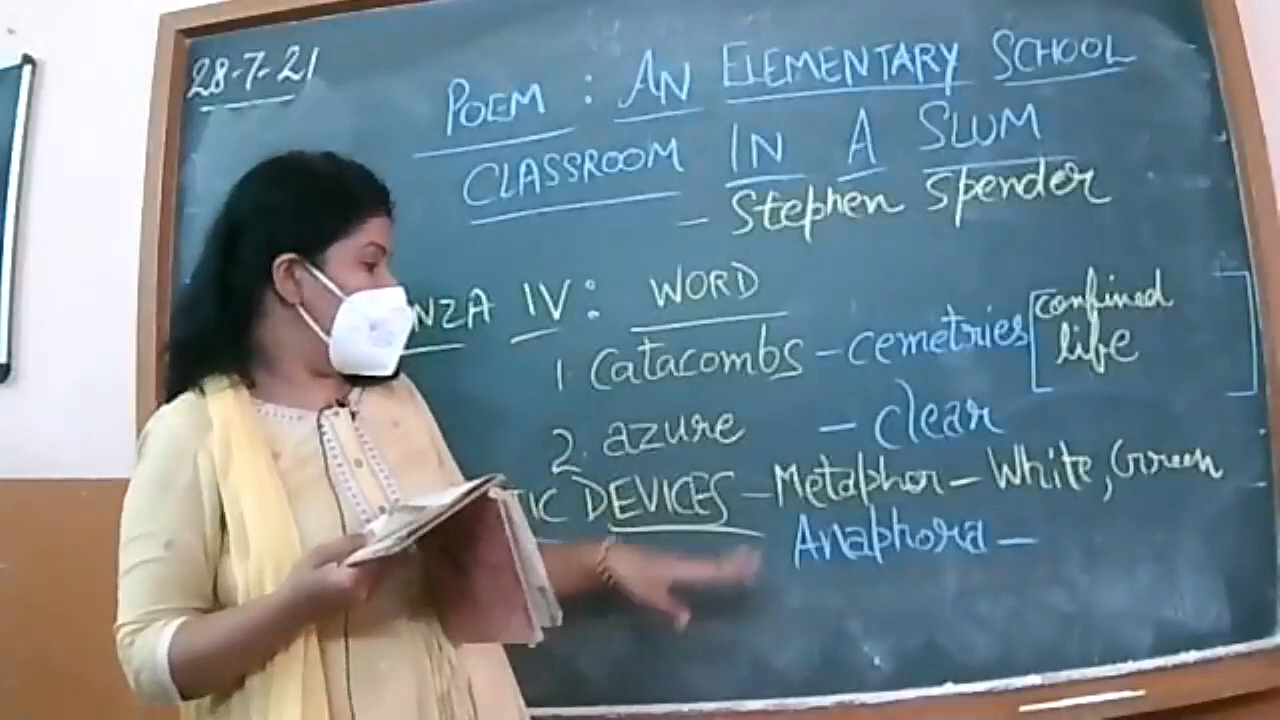 28-7-21
POEM : AN ELEMENTARY SCHOOL
CLASSROOM IN A SLUM
- Stephen Spender
NZA IV : WORD
1 Catacombs - cemetries [confined life]
2. azure - clear
TIC DEVICES - Metaphor - White, Green
Anaphora -